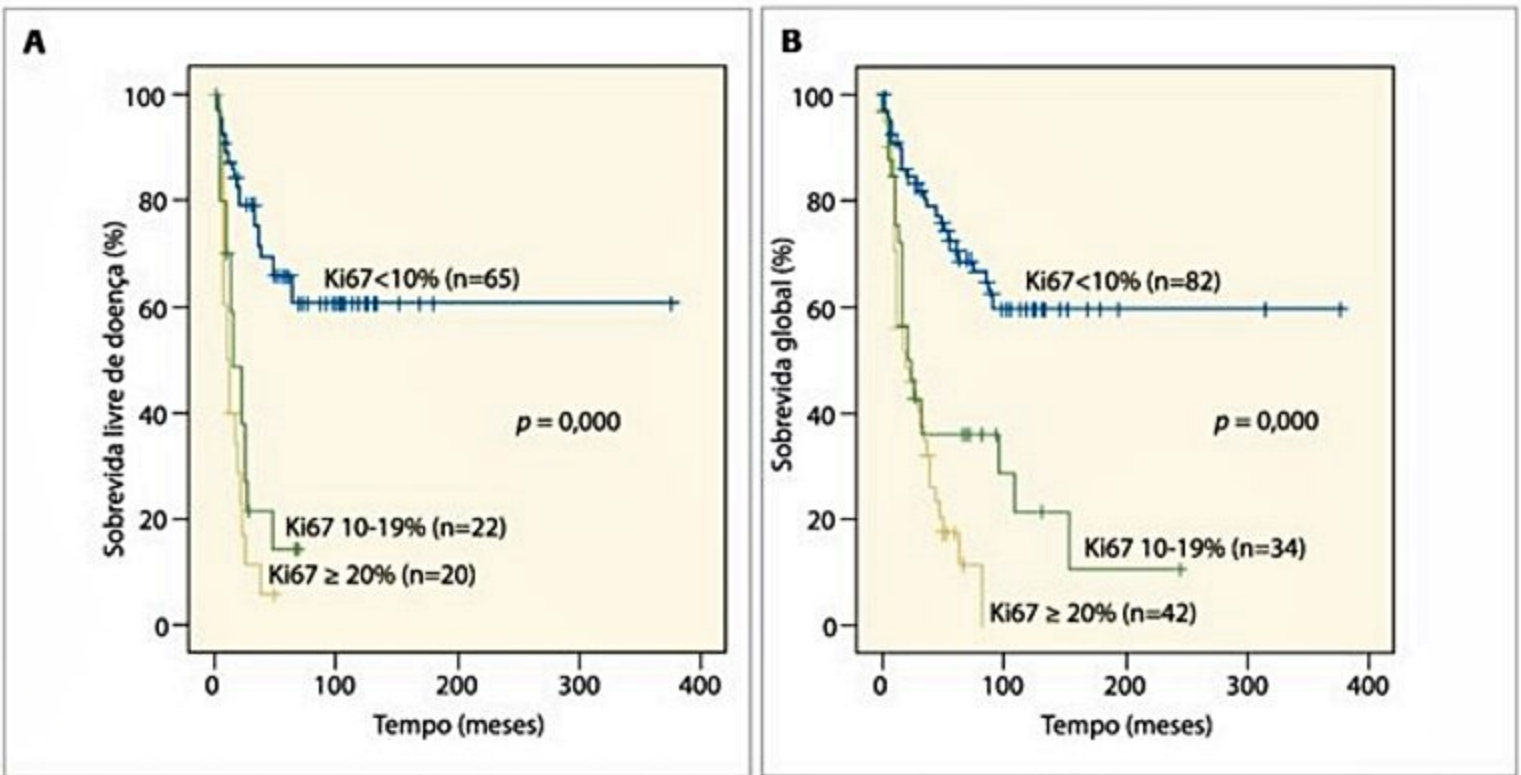 A
Sobrevida livre de doença (%)
100
80
60
40
20
0
Ki67<10% (n=65)
p = 0,000
Ki67 10-19% (n=22)
Ki67 ≥ 20% (n=20)
0 100 200 300 400
Tempo (meses)
B
Sobrevida global (%)
100
80
60
40
20
0
Ki67<10% (n=82)
p = 0,000
Ki67 10-19% (n=34)
Ki67 ≥ 20% (n=42)
0 100 200 300 400
Tempo (meses)